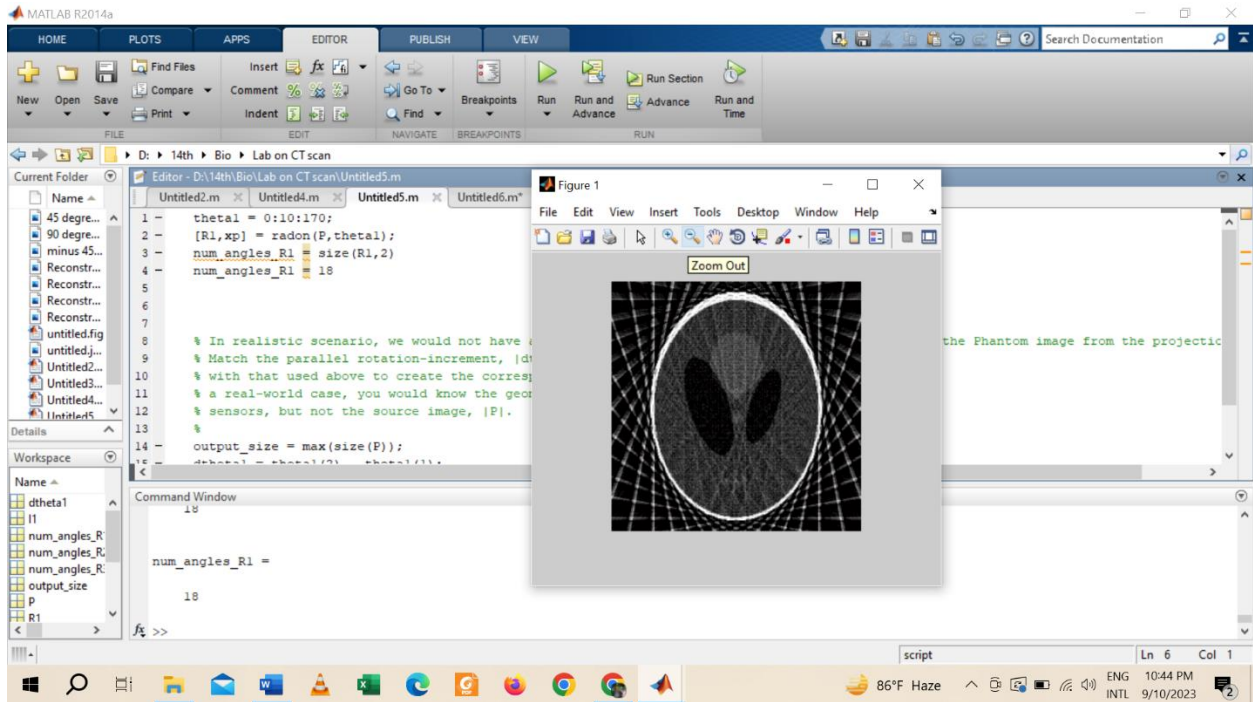 MATLAB R2014a
HOME PLOTS APPS EDITOR PUBLISH VIEW
Search Documentation
New Open Save
Find Files
Compare
Print
Insert
Comment
Indent
Go To
Find
Breakpoints
Run
Run and Advance
Run Section
Advance
Run and Time
FILE EDIT NAVIGATE BREAKPOINTS RUN
D: 14th Bio Lab on CT scan
Current Folder
Name
45 degre...
90 degre...
minus 45...
Reconstr...
Reconstr...
Reconstr...
Reconstr...
untitled.fig
untitled.j...
Untitled2...
Untitled3...
Untitled4...
Untitled5
Details
Workspace
Name
dtheta1
I1
num_angles_R
num_angles_R
num_angles_R
output_size
P
R1
Editor - D:\14th\Bio\Lab on CT scan\Untitled5.m
Untitled2.m Untitled4.m Untitled5.m Untitled6.m*
1 - theta1 = 0:10:170;
2 - [R1,xp] = radon(P,theta1);
3 - num_angles_R1 = size(R1,2)
4 - num_angles_R1 = 18
5
6
7
8 % In realistic scenario, we would not have the Phantom image from the projectic
9 % Match the parallel rotation-increment, |d
10 % with that used above to create the corresp
11 % a real-world case, you would know the geo
12 % sensors, but not the source image, |P|.
13 %
14 - output_size = max(size(P));
15 - dtheta1 = theta1(2) - theta1(1);
Command Window
18
num_angles_R1 =
18
fx >>
Figure 1
File Edit View Insert Tools Desktop Window Help
Zoom Out
script Ln 6 Col 1
86°F Haze
ENG
INTL
10:44 PM
9/10/2023
2